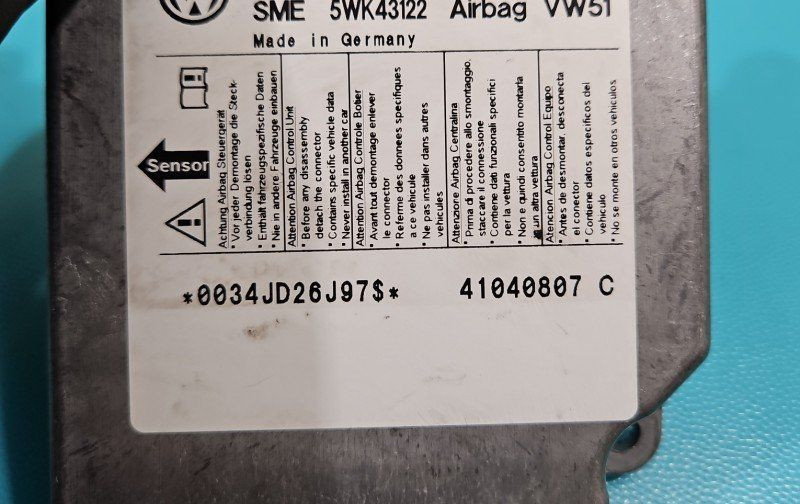 SME 5WK43122 Airbag VW51
Made in Germany
Sensor
Achtung Airbag Steuergerät
* Vor jeder Demontage die Steck-
verbindung lösen
* Enthält fahrzeugspezifische Daten
* Nie in andere Fahrzeuge einbauen
Attention Airbag Control Unit
* Before any disassembly
detach the connector
* Contains specific vehicle data
* Never install in another car
Attention Airbag Controle Boîtier
* Avant tout demontage enlever
le connector
* Referme des donnees specifiques
a ce vehicule
* Ne pas installer dans autres
vehicules
Attenzione Airbag Centralina
* Prima di procedere allo smontaggio.
staccare il connessione
* Contiene dati funzionali specifici
per la vettura
* Non e quindi consentito montarla
su un altra vettura
Atencion Airbag Control Equipo
* Antes de desmontar, desconecta
el conector
* Contiene datos especificos del
vehiculo
* No se monte en otros vehiculos
*0034JD26J97$* 41040807 C